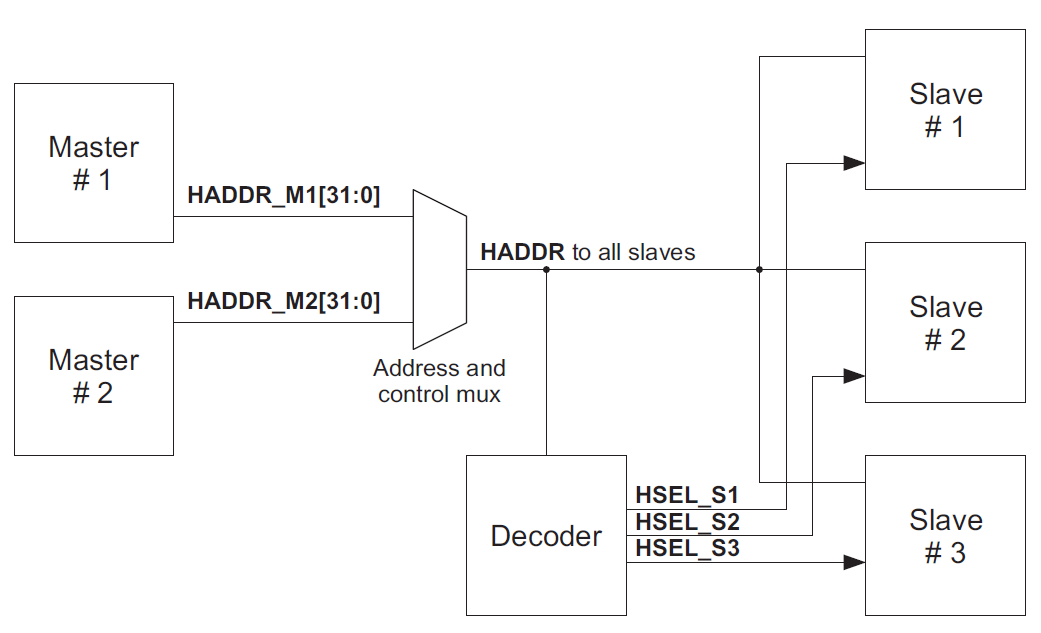 Master
# 1
HADDR_M1[31:0]
Master
# 2
HADDR_M2[31:0]
Address and
control mux
HADDR to all slaves
Decoder
HSEL_S1
HSEL_S2
HSEL_S3
Slave
# 1
Slave
# 2
Slave
# 3